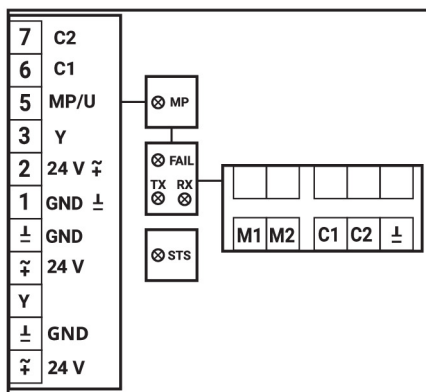 7 C2
6 C1
5 MP/U
3 Y
2 24 V ⩲
1 GND ⊥
⊥ GND
⩲ 24 V
Y
⊥ GND
⩲ 24 V
MP
FAIL
TX RX
STS
M1 M2 C1 C2 ⊥